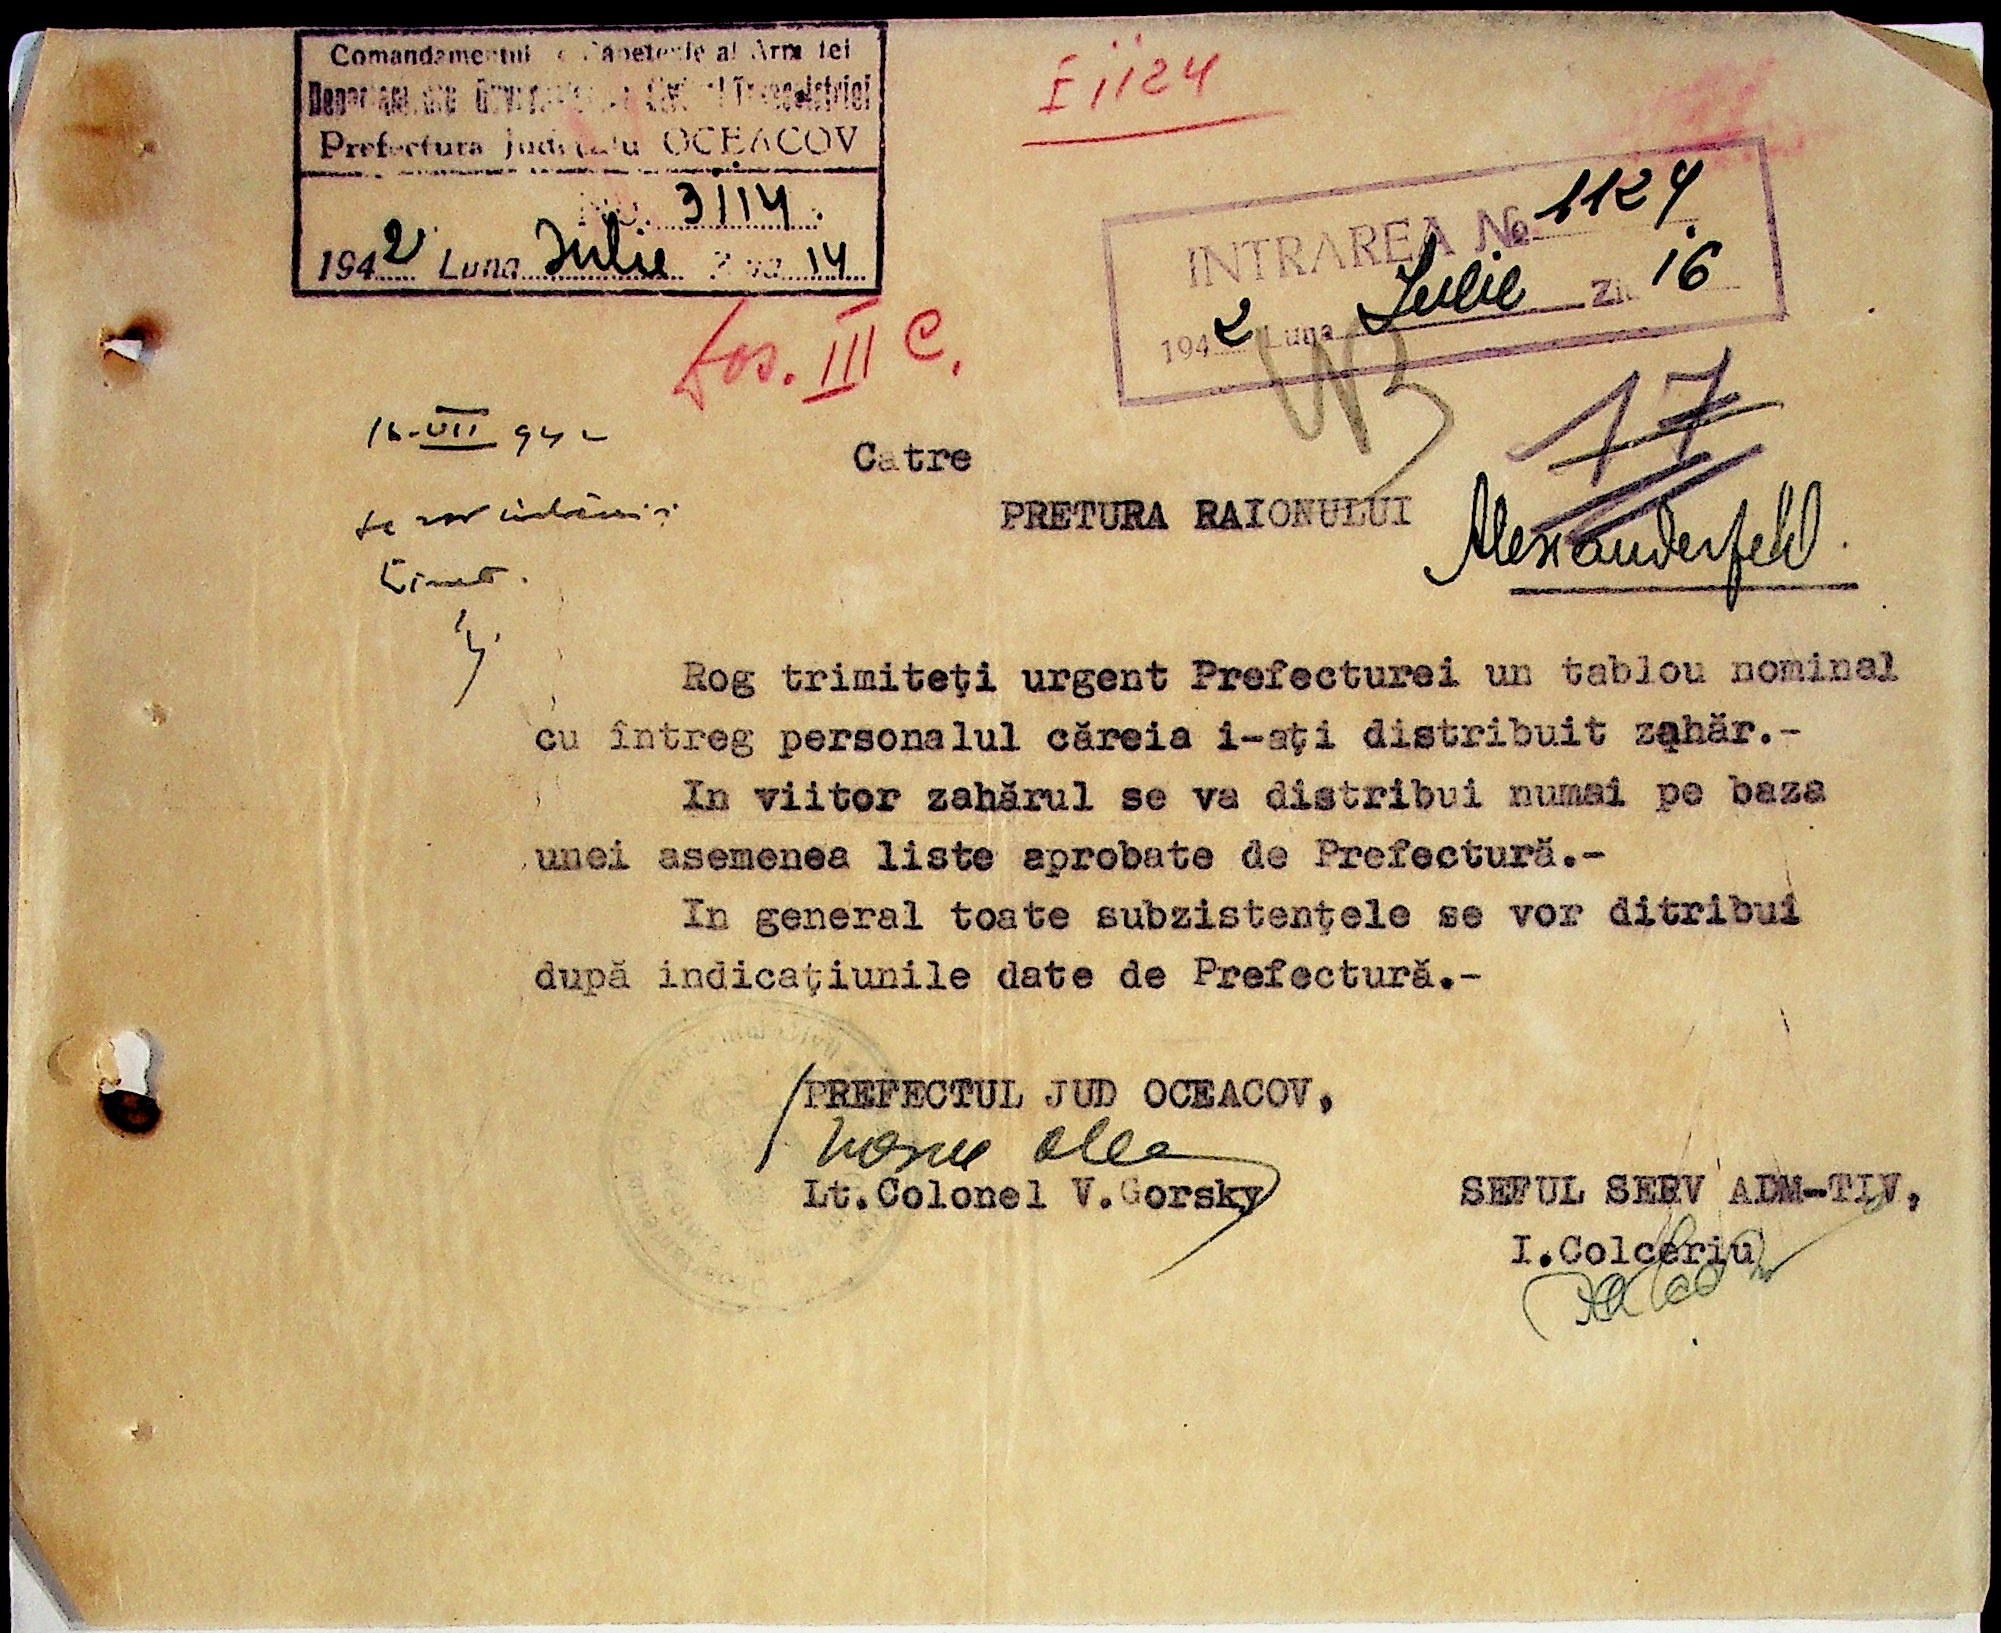 Comandamentul de Capetenie al Armatei
Prefectura Județului OCEACOV
No. 3114.
1942 Luna Iulie Ziua 14
I 1124
INTRAREA No 1124
1942 Luna Iulie Ziua 16
Dos. III C.
17
16-VII 942
Catre
PRETURA RAIONULUI Alexanderfeld.
Rog trimiteţi urgent Prefecturei un tablou nominal
cu întreg personalul căreia i-aţi distribuit zahăr.-
In viitor zahărul se va distribui numai pe baza
unei asemenea liste aprobate de Prefectură.-
In general toate subzistenţele se vor ditribui
după indicaţiunile date de Prefectură.-
PREFECTUL JUD OCEACOV,
Lt.Colonel V.Gorsky
SEFUL SERV ADM-TIV,
I.Colceriu